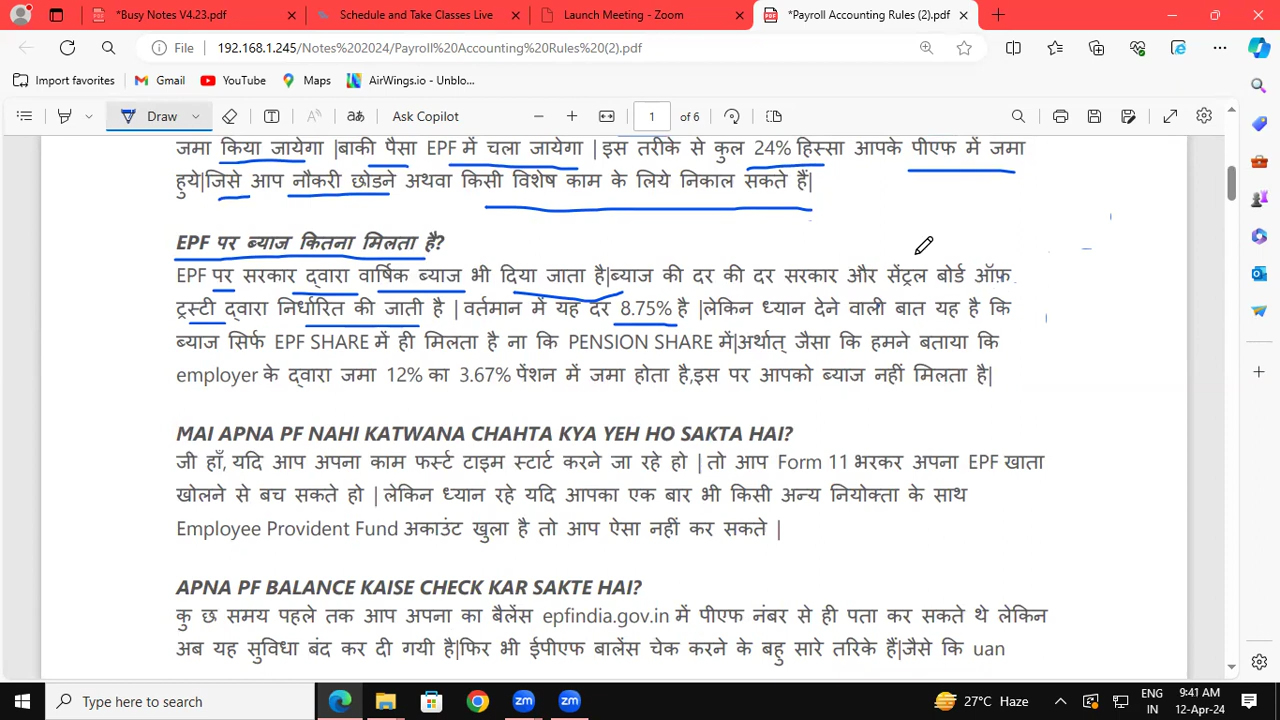 *Busy Notes V4.23.pdf
Schedule and Take Classes Live
Launch Meeting - Zoom
*Payroll Accounting Rules (2).pdf
File
192.168.1.245/Notes%202024/Payroll%20Accounting%20Rules%20(2).pdf
Import favorites
Gmail
YouTube
Maps
AirWings.io - Unblo...
Draw
aあ
Ask Copilot
1
of 6
जमा किया जायेगा |बाकी पैसा EPF में चला जायेगा |इस तरीके से कुल 24% हिस्सा आपके पीएफ में जमा
हुये|जिसे आप नौकरी छोडने अथवा किसी विशेष काम के लिये निकाल सकते हैं|
EPF पर ब्याज कितना मिलता है?
EPF पर सरकार द्वारा वार्षिक ब्याज भी दिया जाता है|ब्याज की दर की दर सरकार और सेंट्रल बोर्ड ऑफ़
ट्रस्टी द्वारा निर्धारित की जाती है | वर्तमान में यह दर 8.75% है |लेकिन ध्यान देने वाली बात यह है कि
ब्याज सिर्फ EPF SHARE में ही मिलता है ना कि PENSION SHARE में|अर्थात् जैसा कि हमने बताया कि
employer के द्वारा जमा 12% का 3.67% पेंशन में जमा होता है,इस पर आपको ब्याज नहीं मिलता है|
MAI APNA PF NAHI KATWANA CHAHTA KYA YEH HO SAKTA HAI?
जी हाँ, यदि आप अपना काम फर्स्ट टाइम स्टार्ट करने जा रहे हो | तो आप Form 11 भरकर अपना EPF खाता
खोलने से बच सकते हो | लेकिन ध्यान रहे यदि आपका एक बार भी किसी अन्य नियोक्ता के साथ
Employee Provident Fund अकाउंट खुला है तो आप ऐसा नहीं कर सकते |
APNA PF BALANCE KAISE CHECK KAR SAKTE HAI?
कु छ समय पहले तक आप अपना का बैलेंस epfindia.gov.in में पीएफ नंबर से ही पता कर सकते थे लेकिन
अब यह सुविधा बंद कर दी गयी है|फिर भी ईपीएफ बालेंस चेक करने के बहु सारे तरिके हैं|जैसे कि uan
Type here to search
27°C Haze
ENG
IN
9:41 AM
12-Apr-24